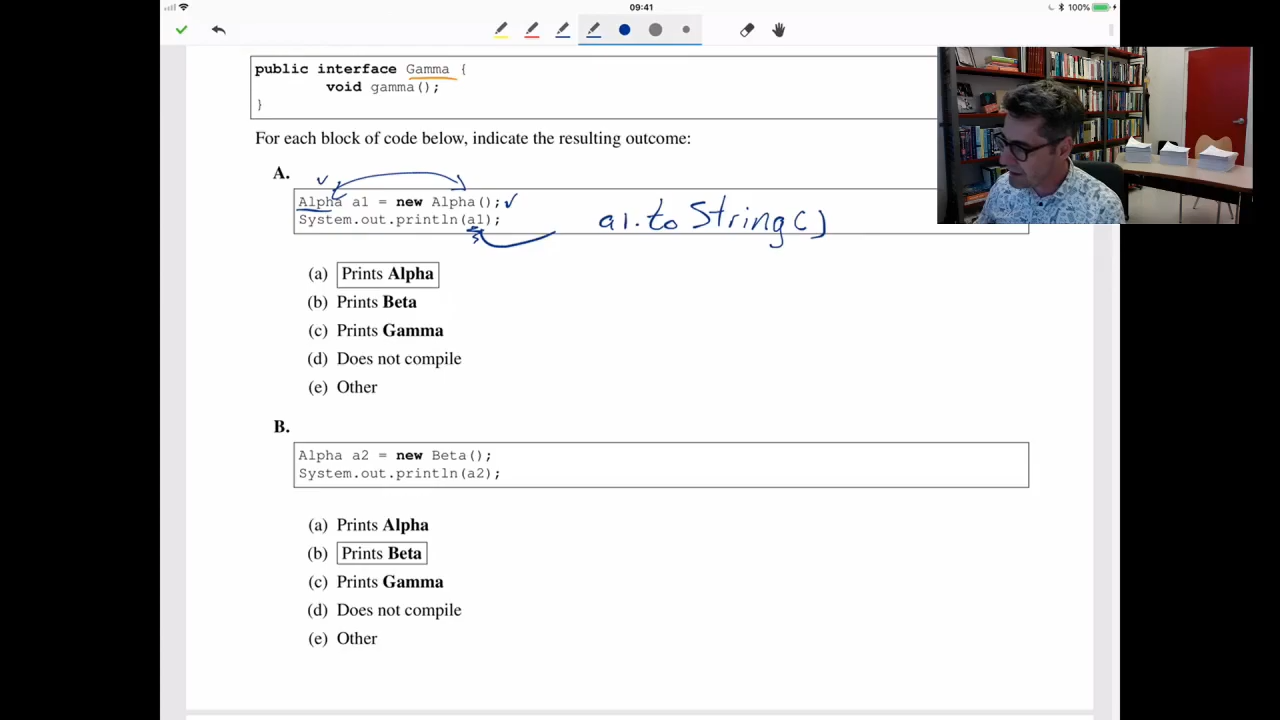 09:41
100%
public interface Gamma {
void gamma();
}
For each block of code below, indicate the resulting outcome:
A.
Alpha a1 = new Alpha();
System.out.println(a1);
a1.toString()
(a) Prints Alpha
(b) Prints Beta
(c) Prints Gamma
(d) Does not compile
(e) Other
B.
Alpha a2 = new Beta();
System.out.println(a2);
(a) Prints Alpha
(b) Prints Beta
(c) Prints Gamma
(d) Does not compile
(e) Other